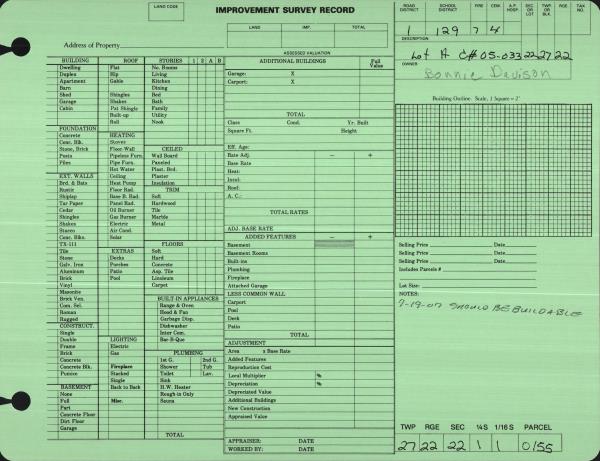 LAND CODE
IMPROVEMENT SURVEY RECORD
ROAD DISTRICT
SCHOOL DISTRICT
FIRE
CEM.
A.P. HOSP.
SEC OR LOT
TWP OR BLK.
RGE.
TAX NO.
129 7 4
LAND IMP. TOTAL
DESCRIPTION
Address of Property
ASSESSED VALUATION
Lot A C#05-033 22 27 22
OWNER
Bonnie Davison
BUILDING ROOF STORIES 1 2 A B
Dwelling Flat No. Rooms
Duplex Hip Living
Apartment Gable Kitchen
Barn Dining
Shed Shingles Bed
Garage Shakes Bath
Cabin Pat Shingle Family
Built-up Utility
Roll Nook
FOUNDATION
Concrete HEATING
Conc. Blk. Stoves CEILED
Stone, Brick Floor-Wall Wall Board
Posts Pipeless Furn. Paneled
Piles Pipe Furn. Plast. Brd.
Hot Water Plaster
EXT. WALLS Ceiling Insulation
Brd. & Bats Heat Pump
Rustic Floor Rad. TRIM
Shiplap Base B. Rad. Soft
Tar Paper Panel Rad. Hardwood
Cedar Oil Burner Tile
Shingles Gas Burner Marble
Shakes Electric Metal
Stucco Air Cond.
Conc. Blks. Solar
TX-111 FLOORS
Tile EXTRAS Soft
Stone Decks Hard
Galv. Iron Porches Concrete
Aluminum Patio Asp. Tile
Brick Pool Linoleum
Vinyl Carpet
Masonite
Brick Ven. BUILT-IN APPLIANCES
Com. Sel. Range & Oven
Roman Hood & Fan
Ragged Garbage Disp.
CONSTRUCT. Dishwasher
Single Inter Com.
Double LIGHTING Bar-B-Que
Frame Electric
Brick Gas PLUMBING
Concrete 1st G. 2nd G.
Concrete Blk. Fireplace Shower Tub
Pumice Stacked Toilet Lav.
Single Sink
BASEMENT Back to Back H.W. Heater
None Rough-in Only
Full Misc. Sauna
Part
Concrete Floor
Dirt Floor
Garage
TOTAL
ADDITIONAL BUILDINGS Full Value
Garage: X
Carport: X
TOTAL
Class Cond. Yr. Built
Square Ft. Height
Eff. Age:
Rate Adj. − +
Base Rate
Heat:
Insul:
Roof:
A. C.:
TOTAL RATES
ADJ. BASE RATE
ADDED FEATURES − +
Basement
Basement Rooms
Built-ins
Plumbing
Fireplace
Attached Garage
LESS COMMON WALL
Carport
Pool
Deck
Patio
TOTAL
ADJUSTMENT
Area x Base Rate
Added Features
Reproduction Cost
Local Multiplier %
Depreciation %
Depreciated Value
Additional Buildings
New Construction
Appraised Value
APPRAISER: DATE
WORKED BY: DATE
Building Outline. Scale, 1 Square = 2'
Selling Price Date
Selling Price Date
Includes Parcels #
Lot Size:
NOTES:
7-19-07 SHOULD BE BUILDABLE
TWP RGE SEC ¼S 1/16 S PARCEL
27 22 22 1 1 0155